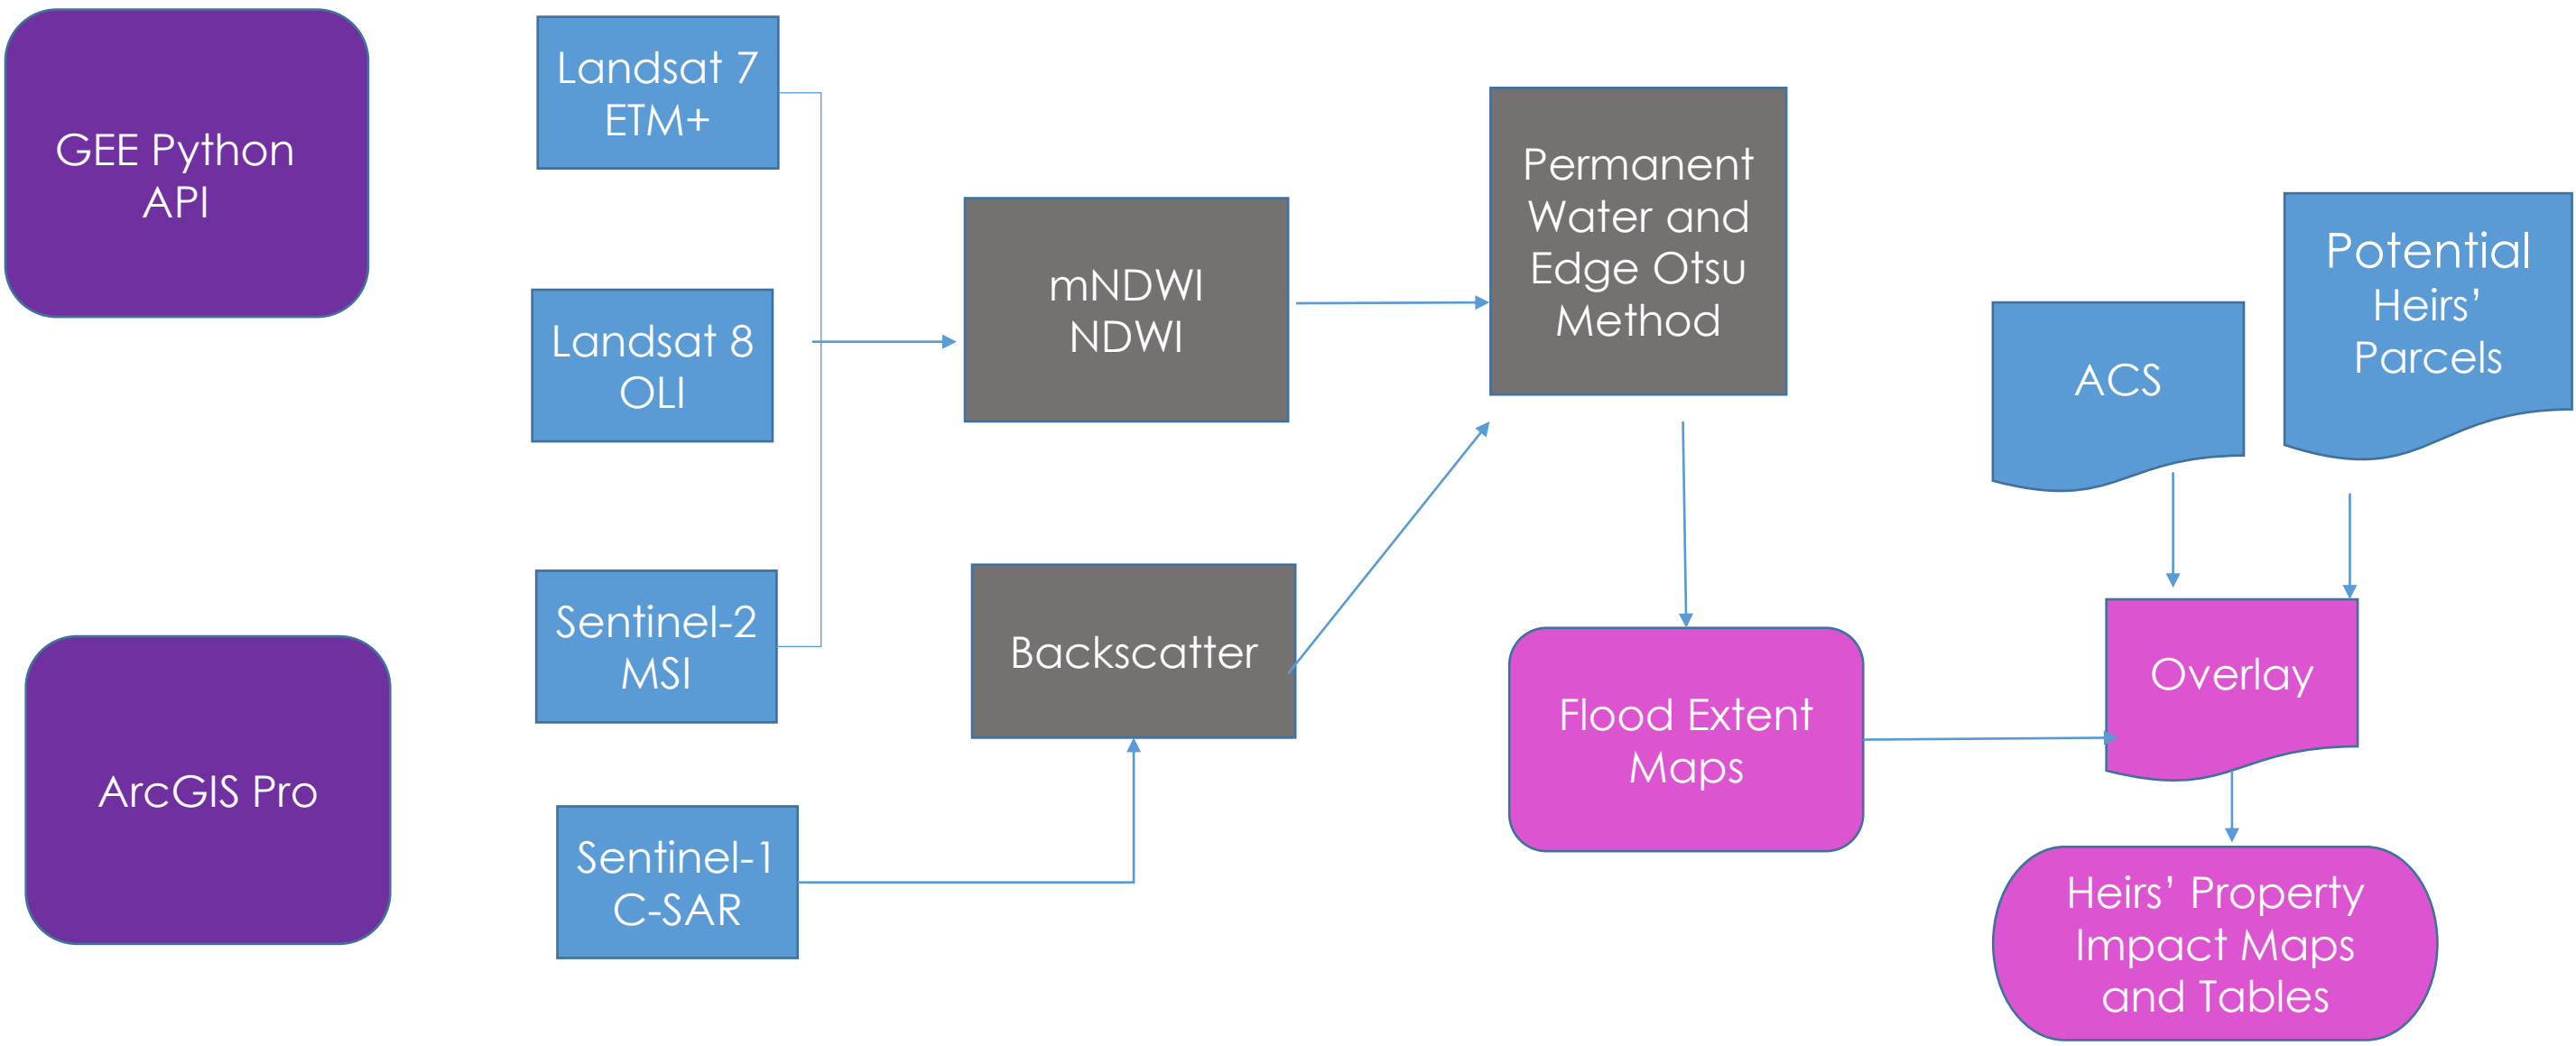 GEE Python
API
ArcGIS Pro
Landsat 7
ETM+
Landsat 8
OLI
Sentinel-2
MSI
Sentinel-1
C-SAR
mNDWI
NDWI
Backscatter
Permanent
Water and
Edge Otsu
Method
Flood Extent
Maps
ACS
Potential
Heirs’
Parcels
Overlay
Heirs’ Property
Impact Maps
and Tables